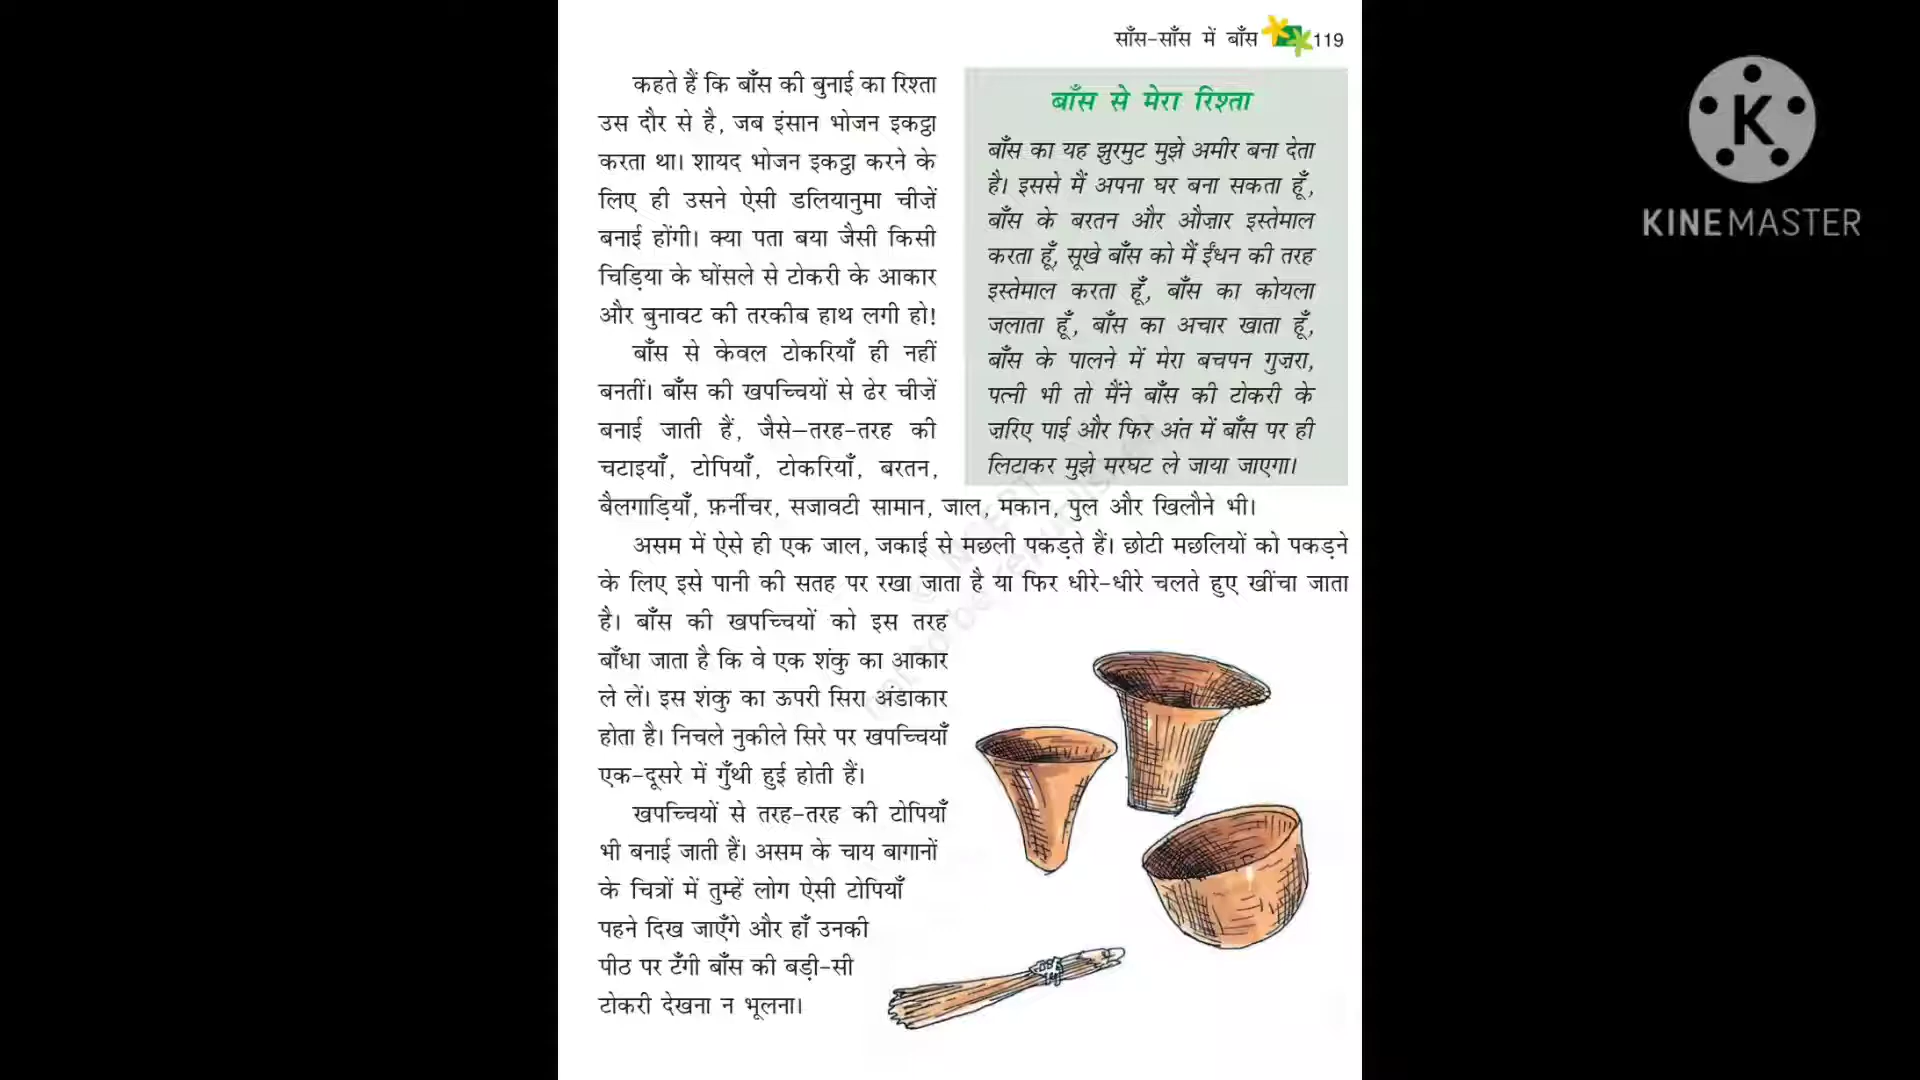 साँस-साँस में बाँस 119
कहते हैं कि बाँस की बुनाई का रिश्ता
उस दौर से है, जब इंसान भोजन इकट्ठा
करता था। शायद भोजन इकट्ठा करने के
लिए ही उसने ऐसी डलियानुमा चीज़ें
बनाई होंगी। क्या पता बया जैसी किसी
चिड़िया के घोंसले से टोकरी के आकार
और बुनावट की तरकीब हाथ लगी हो!
बाँस से केवल टोकरियाँ ही नहीं
बनतीं। बाँस की खपच्चियों से ढेर चीज़ें
बनाई जाती हैं, जैसे–तरह-तरह की
चटाइयाँ, टोपियाँ, टोकरियाँ, बरतन,
बैलगाड़ियाँ, फ़र्नीचर, सजावटी सामान, जाल, मकान, पुल और खिलौने भी।
बाँस से मेरा रिश्ता
बाँस का यह झुरमुट मुझे अमीर बना देता
है। इससे मैं अपना घर बना सकता हूँ,
बाँस के बरतन और औज़ार इस्तेमाल
करता हूँ, सूखे बाँस को मैं ईंधन की तरह
इस्तेमाल करता हूँ, बाँस का कोयला
जलाता हूँ, बाँस का अचार खाता हूँ,
बाँस के पालने में मेरा बचपन गुज़रा,
पत्नी भी तो मैंने बाँस की टोकरी के
ज़रिए पाई और फिर अंत में बाँस पर ही
लिटाकर मुझे मरघट ले जाया जाएगा।
असम में ऐसे ही एक जाल, जकाई से मछली पकड़ते हैं। छोटी मछलियों को पकड़ने
के लिए इसे पानी की सतह पर रखा जाता है या फिर धीरे-धीरे चलते हुए खींचा जाता
है। बाँस की खपच्चियों को इस तरह
बाँधा जाता है कि वे एक शंकु का आकार
ले लें। इस शंकु का ऊपरी सिरा अंडाकार
होता है। निचले नुकीले सिरे पर खपच्चियाँ
एक-दूसरे में गुँथी हुई होती हैं।
खपच्चियों से तरह-तरह की टोपियाँ
भी बनाई जाती हैं। असम के चाय बागानों
के चित्रों में तुम्हें लोग ऐसी टोपियाँ
पहने दिख जाएँगे और हाँ उनकी
पीठ पर टँगी बाँस की बड़ी-सी
टोकरी देखना न भूलना।
K
KINEMASTER